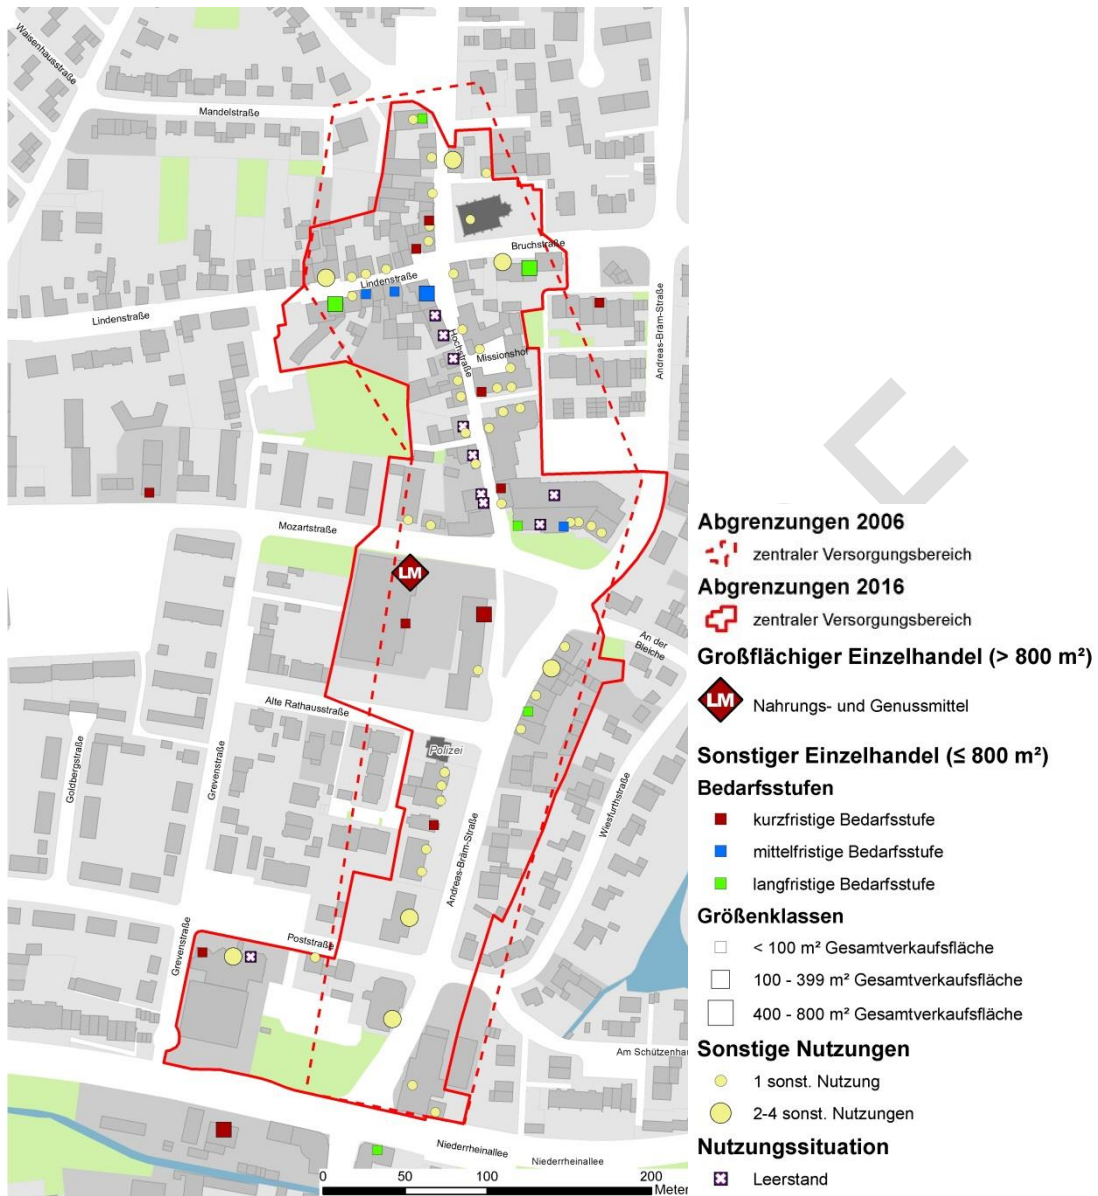 Waisenhausstraße
Mandelstraße
Bruchstraße
Lindenstraße
Lindenstraße
Andreas-Bräm-Straße
Hochstraße
Missionshof
Mozartstraße
LM
An der
Bleiche
Alte Rathausstraße
Polizei
Goldbergstraße
Grevenstraße
Wiesfurthstraße
Andreas-Bräm-Straße
Grevenstraße
Poststraße
Am Schützenha
Niederrheinallee
Niederrheinallee
0 50 100 200
Meter
Abgrenzungen 2006
zentraler Versorgungsbereich
Abgrenzungen 2016
zentraler Versorgungsbereich
Großflächiger Einzelhandel (> 800 m²)
LM Nahrungs- und Genussmittel
Sonstiger Einzelhandel (≤ 800 m²)
Bedarfsstufen
kurzfristige Bedarfsstufe
mittelfristige Bedarfsstufe
langfristige Bedarfsstufe
Größenklassen
< 100 m² Gesamtverkaufsfläche
100 - 399 m² Gesamtverkaufsfläche
400 - 800 m² Gesamtverkaufsfläche
Sonstige Nutzungen
1 sonst. Nutzung
2-4 sonst. Nutzungen
Nutzungssituation
Leerstand